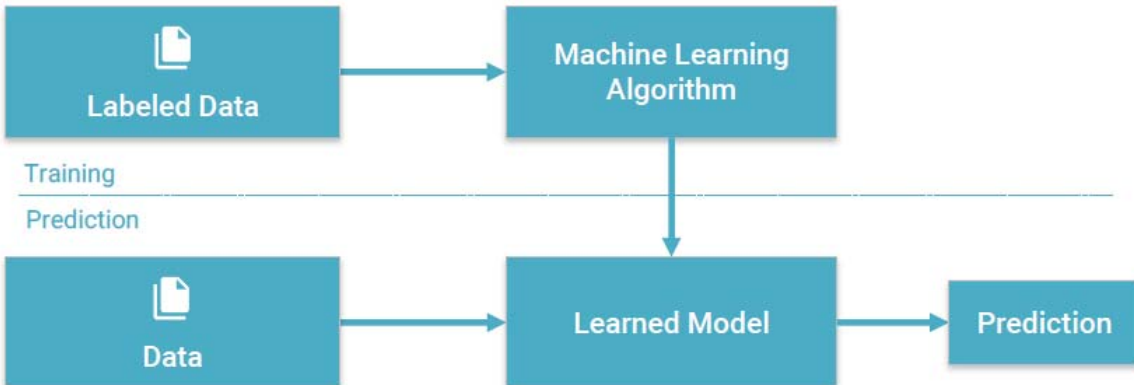 Labeled Data
Machine Learning
Algorithm
Training
Prediction
Data
Learned Model
Prediction